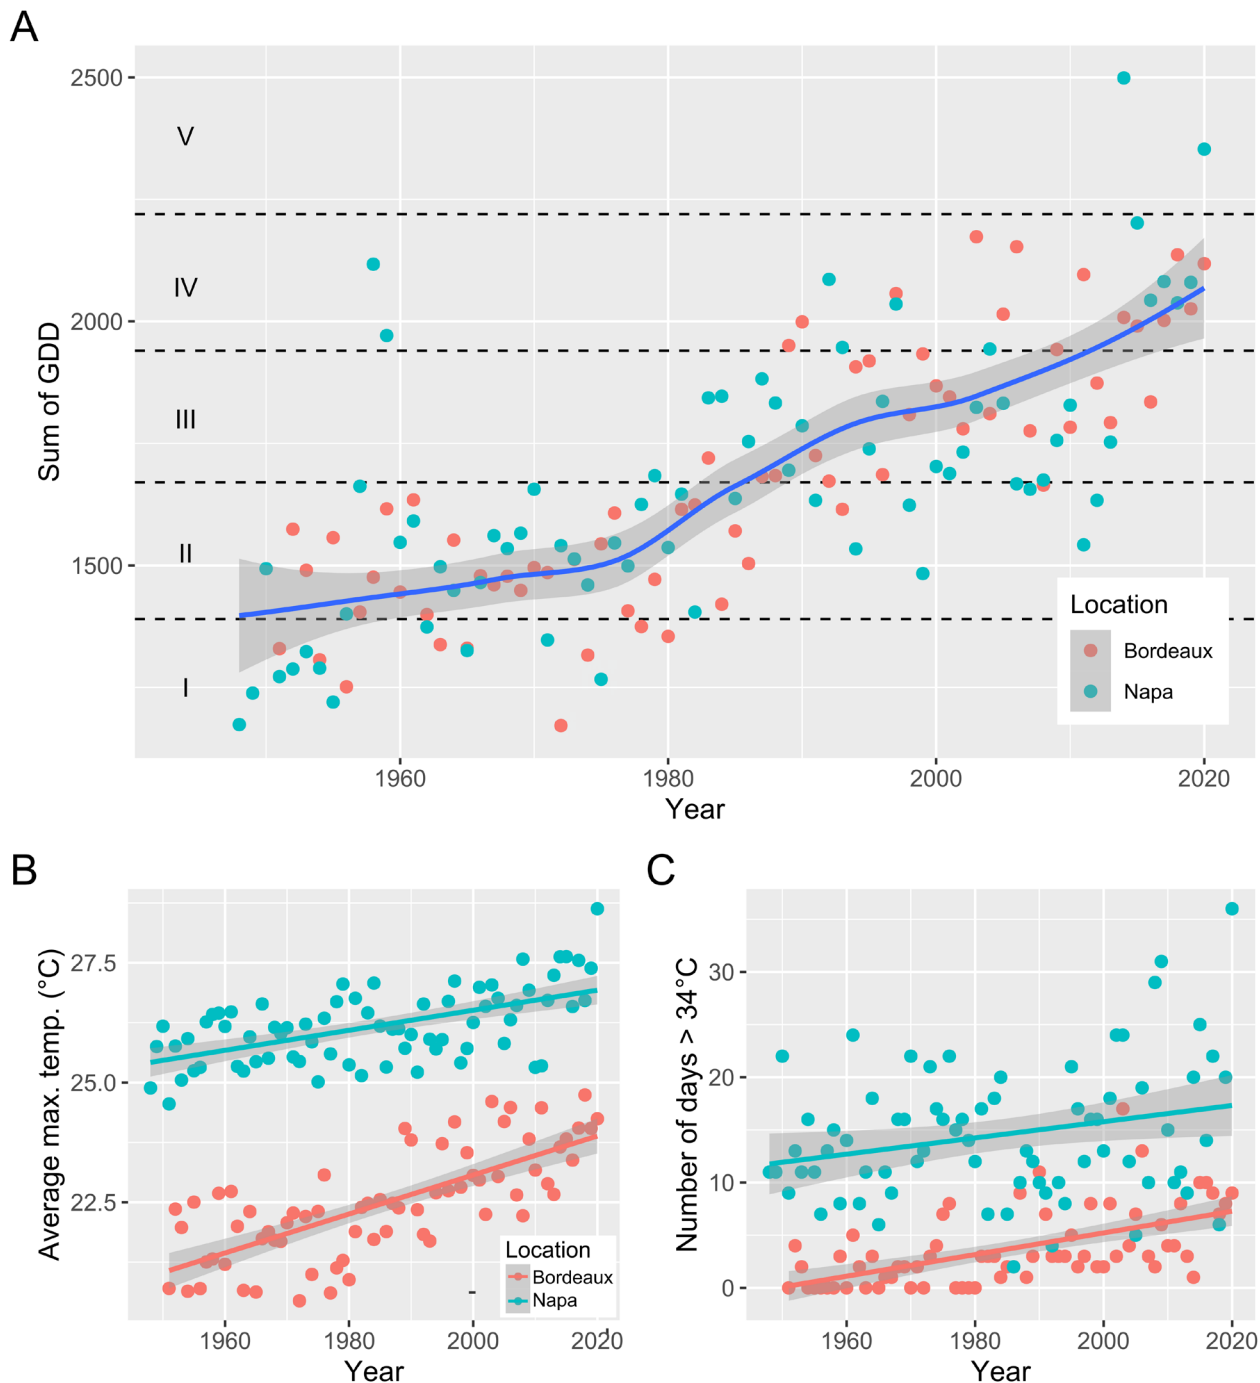 A
2500
V
IV
2000
III
Sum of GDD
II
1500
Location
Bordeaux
Napa
I
1960
1980
2000
2020
Year
B
Average max. temp. (°C)
27.5
25.0
22.5
Location
Bordeaux
Napa
1960
1980
2000
2020
Year
C
Number of days > 34°C
30
20
10
0
1960
1980
2000
2020
Year